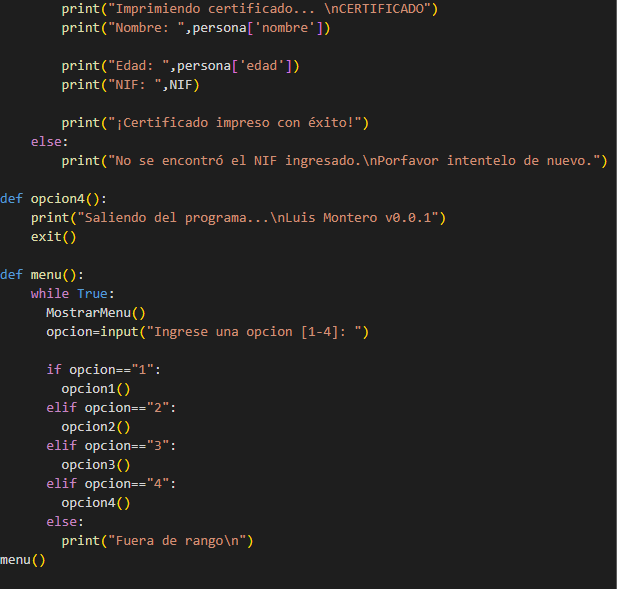 print("Imprimiendo certificado... \nCERTIFICADO")
print("Nombre: ",persona['nombre'])
print("Edad: ",persona['edad'])
print("NIF: ",NIF)
print("¡Certificado impreso con éxito!")
else:
print("No se encontró el NIF ingresado.\nPorfavor intentelo de nuevo.")
def opcion4():
print("Saliendo del programa...\nLuis Montero v0.0.1")
exit()
def menu():
while True:
MostrarMenu()
opcion=input("Ingrese una opcion [1-4]: ")
if opcion=="1":
opcion1()
elif opcion=="2":
opcion2()
elif opcion=="3":
opcion3()
elif opcion=="4":
opcion4()
else:
print("Fuera de rango\n")
menu()